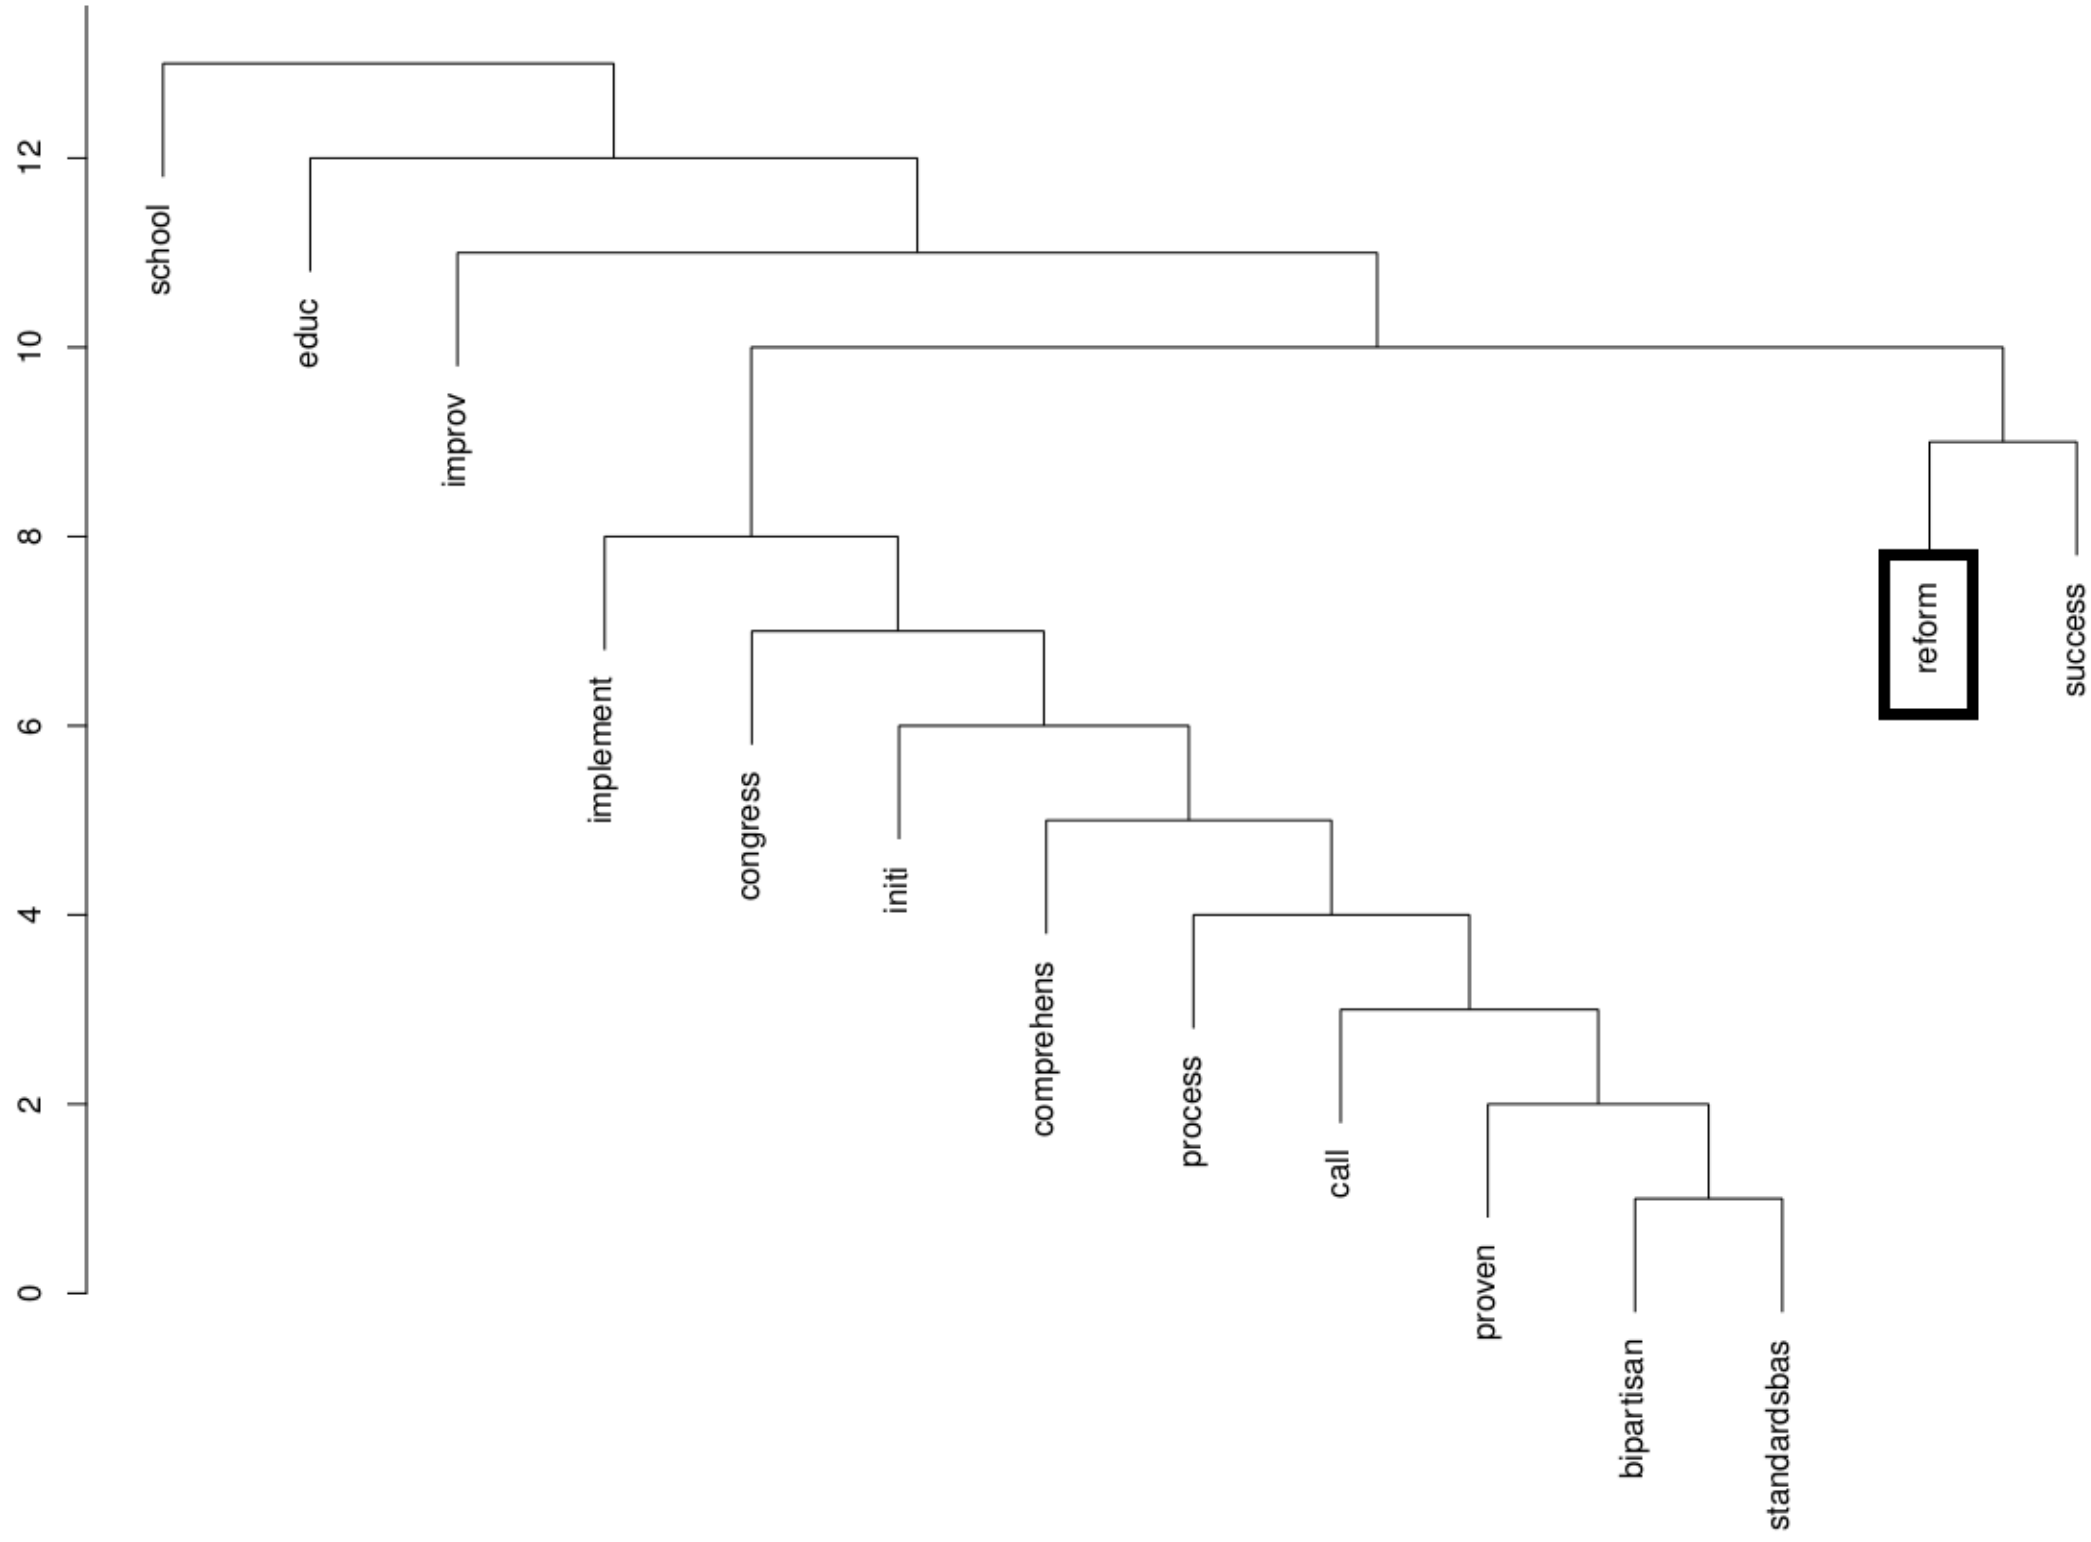 12
10
8
6
4
2
0
school
educ
improv
implement
congress
initi
comprehens
process
call
proven
bipartisan
standardsbas
reform
success